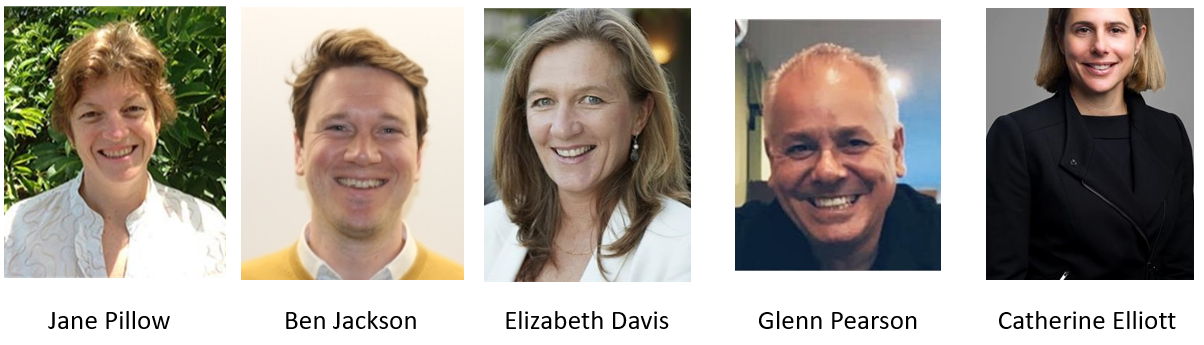 Jane Pillow
Ben Jackson
Elizabeth Davis
Glenn Pearson
Catherine Elliott